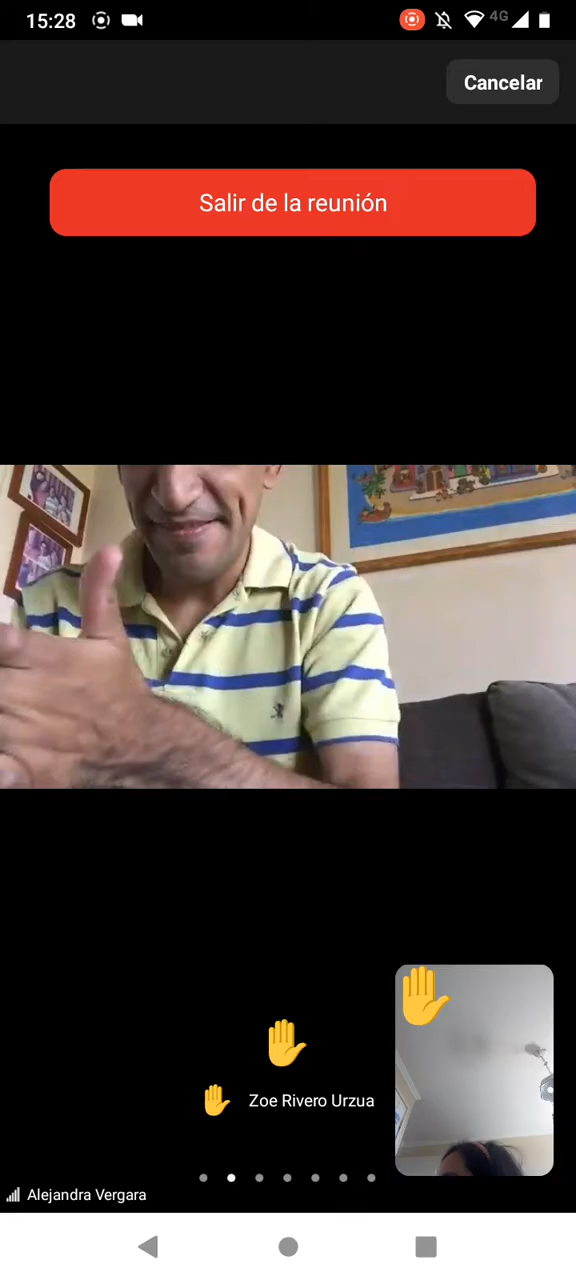 15:28
4G
Cancelar
Salir de la reunión
Zoe Rivero Urzua
Alejandra Vergara